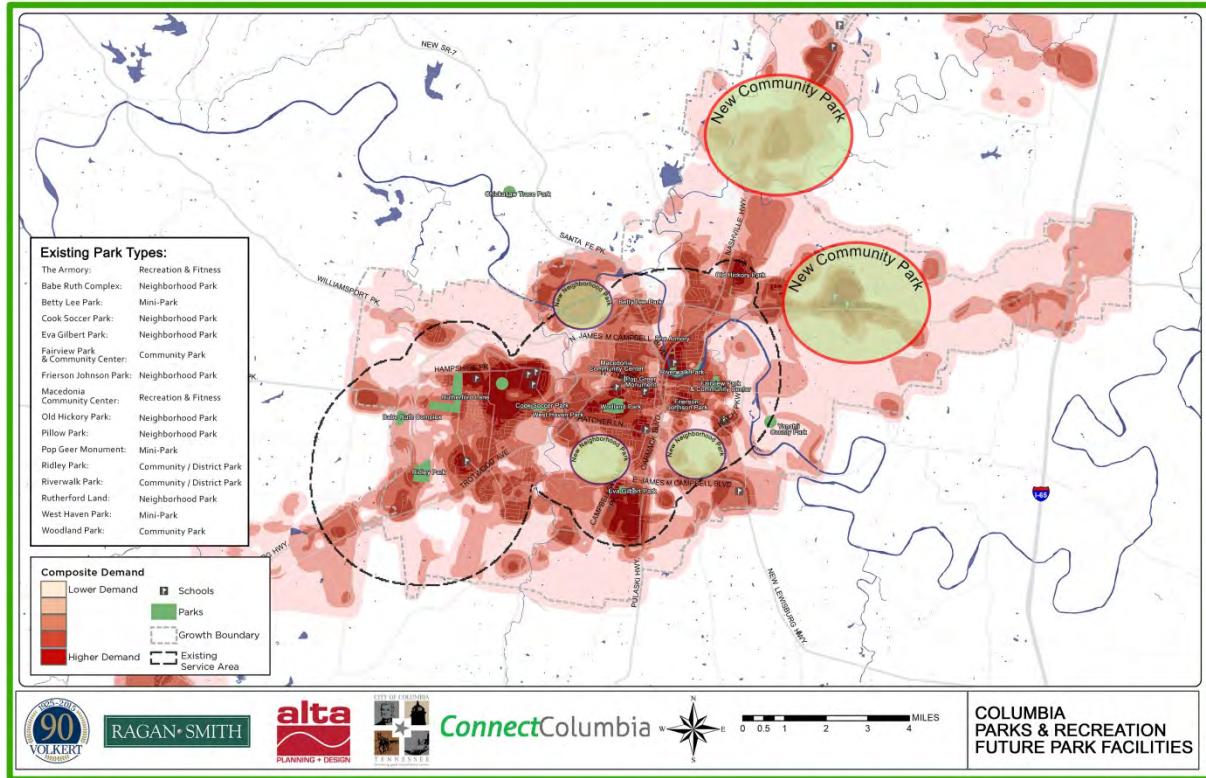 NEW SR-7
New Community Park
Chickasaw Trace Park
SANTA FE PK
NASHVILLE HWY
WILLIAMSPORT PK
Old Hickory Park
New Community Park
New Neighborhood Park
Betty Lee Park
N. JAMES M CAMPBELL
The Armory
HAMPSHIRE PK
Macedonia
Community Center
Riverwalk Park
Pop Geer
Monument
Fairview Park
& Community Center
Rutherford Lane
Cook Soccer Park
West Haven Park
Woodland Park
Frierson
Johnson Park
HATCHER LN
PKWY
Babe Ruth Complex
Yanahli
County Park
CARMACK BLVD
New Neighborhood Park
New Neighborhood Park
TROTWOOD AVE
Ridley Park
E. JAMES M CAMPBELL BLVD
Eva Gilbert Park
CAMPBELL
PULASKI HWY
NEW LEWISBURG HWY
HWY
I-65
Existing Park Types:
The Armory: Recreation & Fitness
Babe Ruth Complex: Neighborhood Park
Betty Lee Park: Mini-Park
Cook Soccer Park: Neighborhood Park
Eva Gilbert Park: Neighborhood Park
Fairview Park
& Community Center: Community Park
Frierson Johnson Park: Neighborhood Park
Macedonia
Community Center: Recreation & Fitness
Old Hickory Park: Neighborhood Park
Pillow Park: Neighborhood Park
Pop Geer Monument: Mini-Park
Ridley Park: Community / District Park
Riverwalk Park: Community / District Park
Rutherford Land: Neighborhood Park
West Haven Park: Mini-Park
Woodland Park: Community Park
Composite Demand
Lower Demand
Higher Demand
Schools
Parks
Growth Boundary
Existing
Service Area
1925-2015
90
VOLKERT
RAGAN·SMITH
alta
PLANNING + DESIGN
CITY OF COLUMBIA
TENNESSEE
ConnectColumbia
N
W E
S
0 0.5 1 2 3 4 MILES
COLUMBIA
PARKS & RECREATION
FUTURE PARK FACILITIES